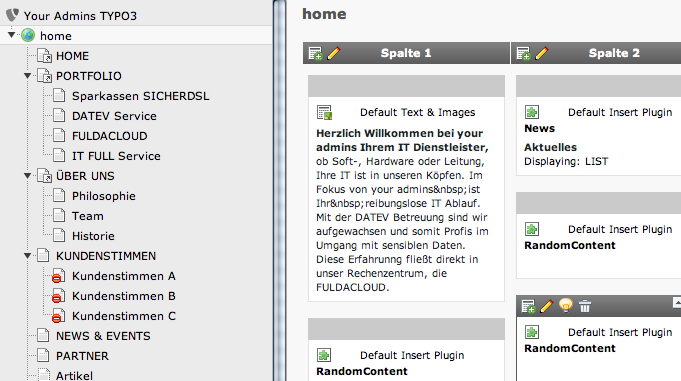 Your Admins TYPO3
home
HOME
PORTFOLIO
Sparkassen SICHERDSL
DATEV Service
FULDACLOUD
IT FULL Service
ÜBER UNS
Philosophie
Team
Historie
KUNDENSTIMMEN
Kundenstimmen A
Kundenstimmen B
Kundenstimmen C
NEWS & EVENTS
PARTNER
Artikel
home
Spalte 1
Default Text & Images
Herzlich Willkommen bei your
admins Ihrem IT Dienstleister,
ob Soft-, Hardware oder Leitung,
Ihre IT ist in unseren Köpfen. Im
Fokus von your admins&nbsp;ist
Ihr&nbsp;reibungslose IT Ablauf.
Mit der DATEV Betreuung sind wir
aufgewachsen und somit Profis im
Umgang mit sensiblen Daten.
Diese Erfahrunng fließt direkt in
unser Rechenzentrum, die
FULDACLOUD.
Default Insert Plugin
RandomContent
Spalte 2
Default Insert Plugin
News
Aktuelles
Displaying: LIST
Default Insert Plugin
RandomContent
Default Insert Plugin
RandomContent